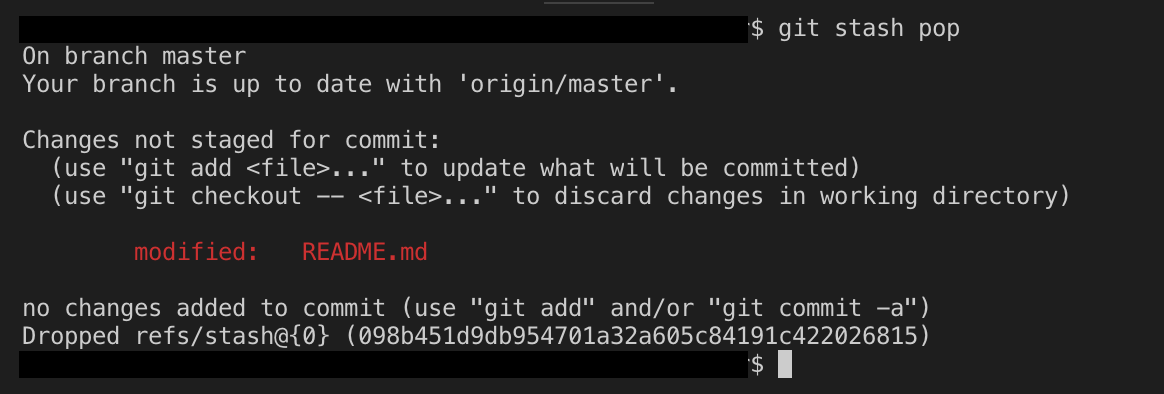 $ git stash pop
On branch master
Your branch is up to date with 'origin/master'.
Changes not staged for commit:
(use "git add <file>..." to update what will be committed)
(use "git checkout -- <file>..." to discard changes in working directory)
modified: README.md
no changes added to commit (use "git add" and/or "git commit -a")
Dropped refs/stash@{0} (098b451d9db954701a32a605c84191c422026815)
$